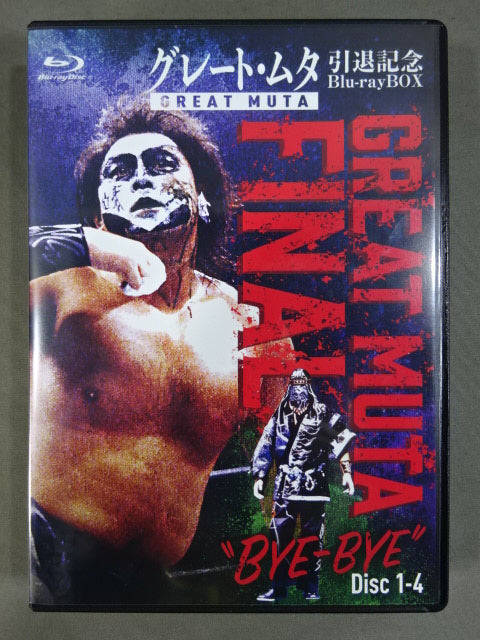 Blu-ray Disc
グレート・ムタ
GREAT MUTA
引退記念
Blu-rayBOX
GREAT MUTA
FINAL
"BYE-BYE"
Disc 1-4